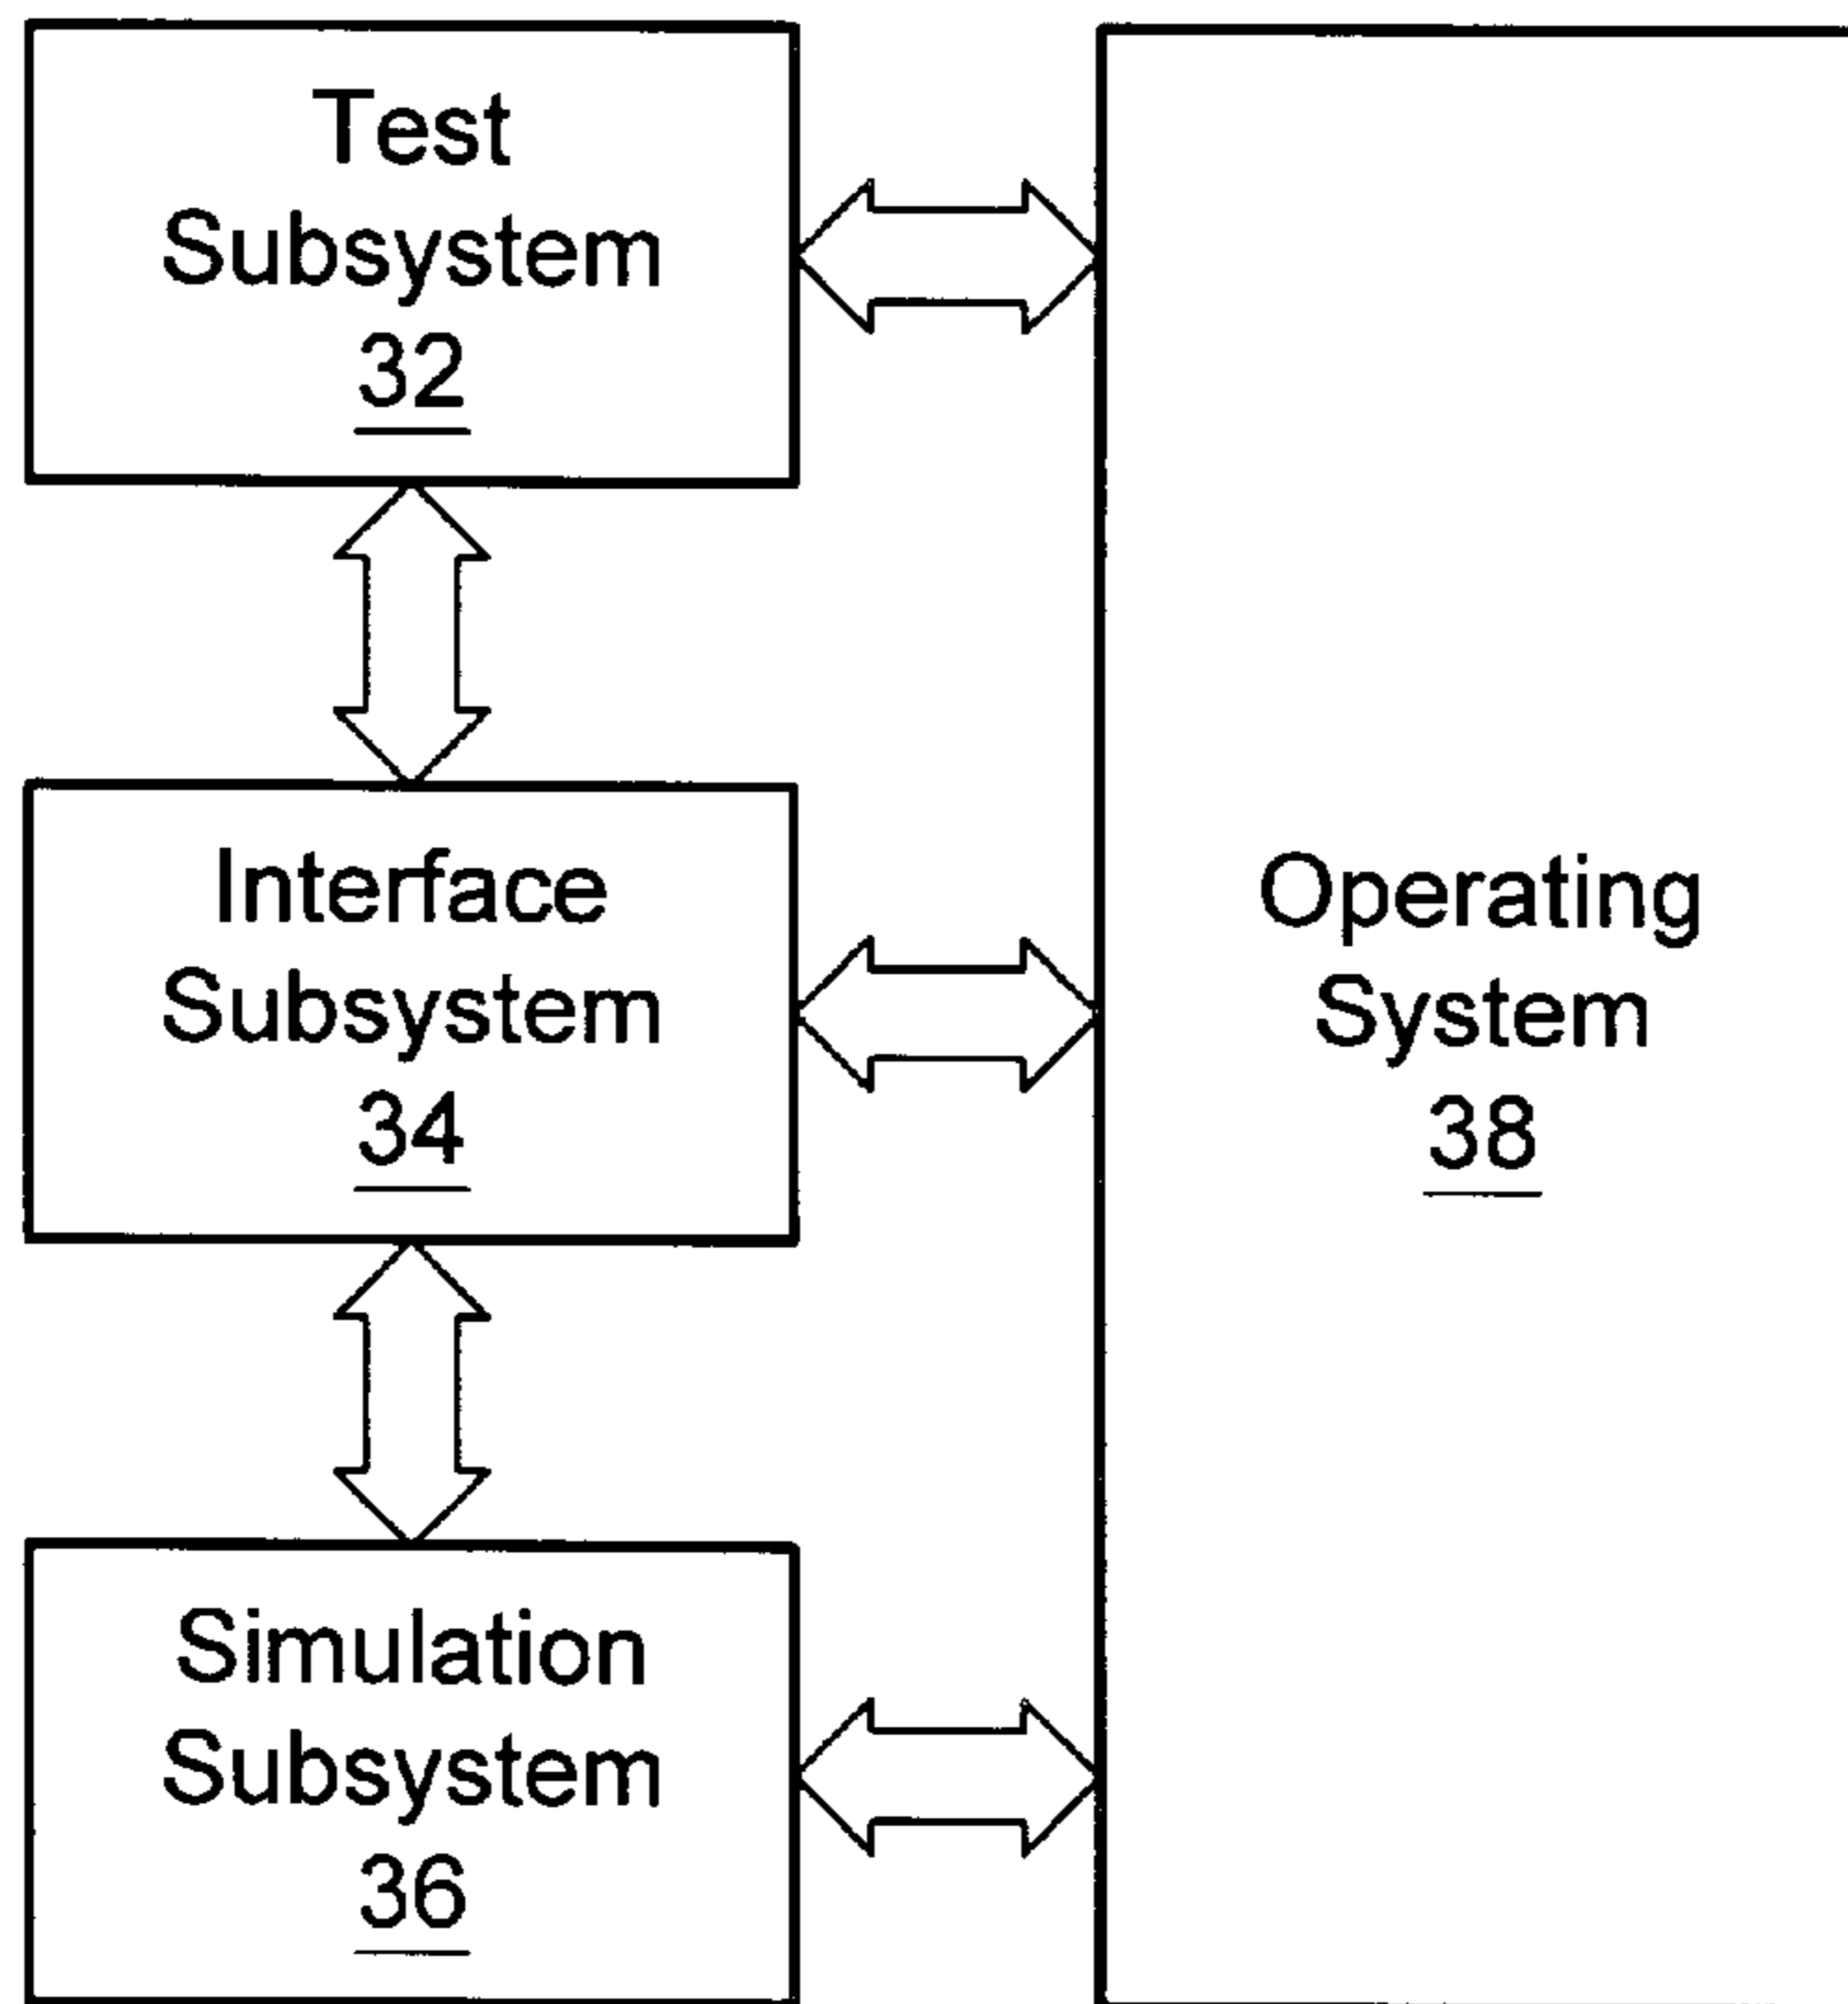 Test
Subsystem
32
Interface
Subsystem
34
Simulation
Subsystem
36
Operating
System
38